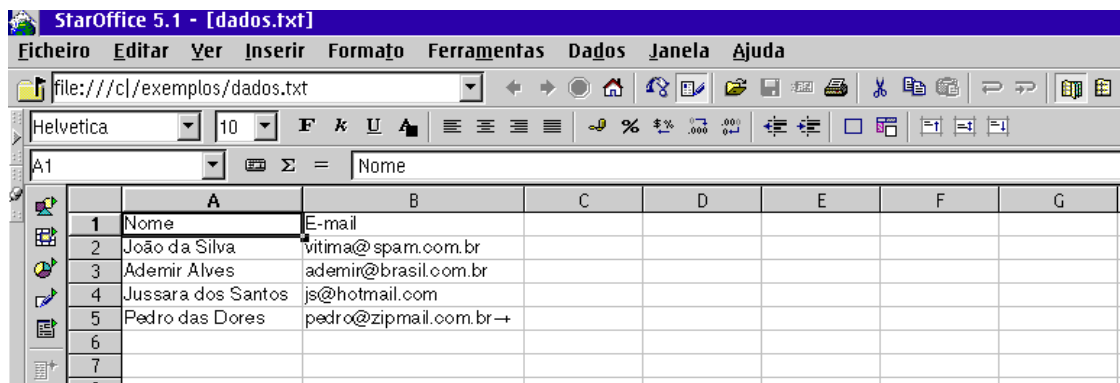 StarOffice 5.1 - [dados.txt]
Ficheiro Editar Ver Inserir Formato Ferramentas Dados Janela Ajuda
file:///c|/exemplos/dados.txt
Helvetica 10 F k U A % $% .000 .000
A1 Σ = Nome
A B C D E F G
1 Nome E-mail
2 João da Silva vitima@spam.com.br
3 Ademir Alves ademir@brasil.com.br
4 Jussara dos Santos js@hotmail.com
5 Pedro das Dores pedro@zipmail.com.br→
6
7